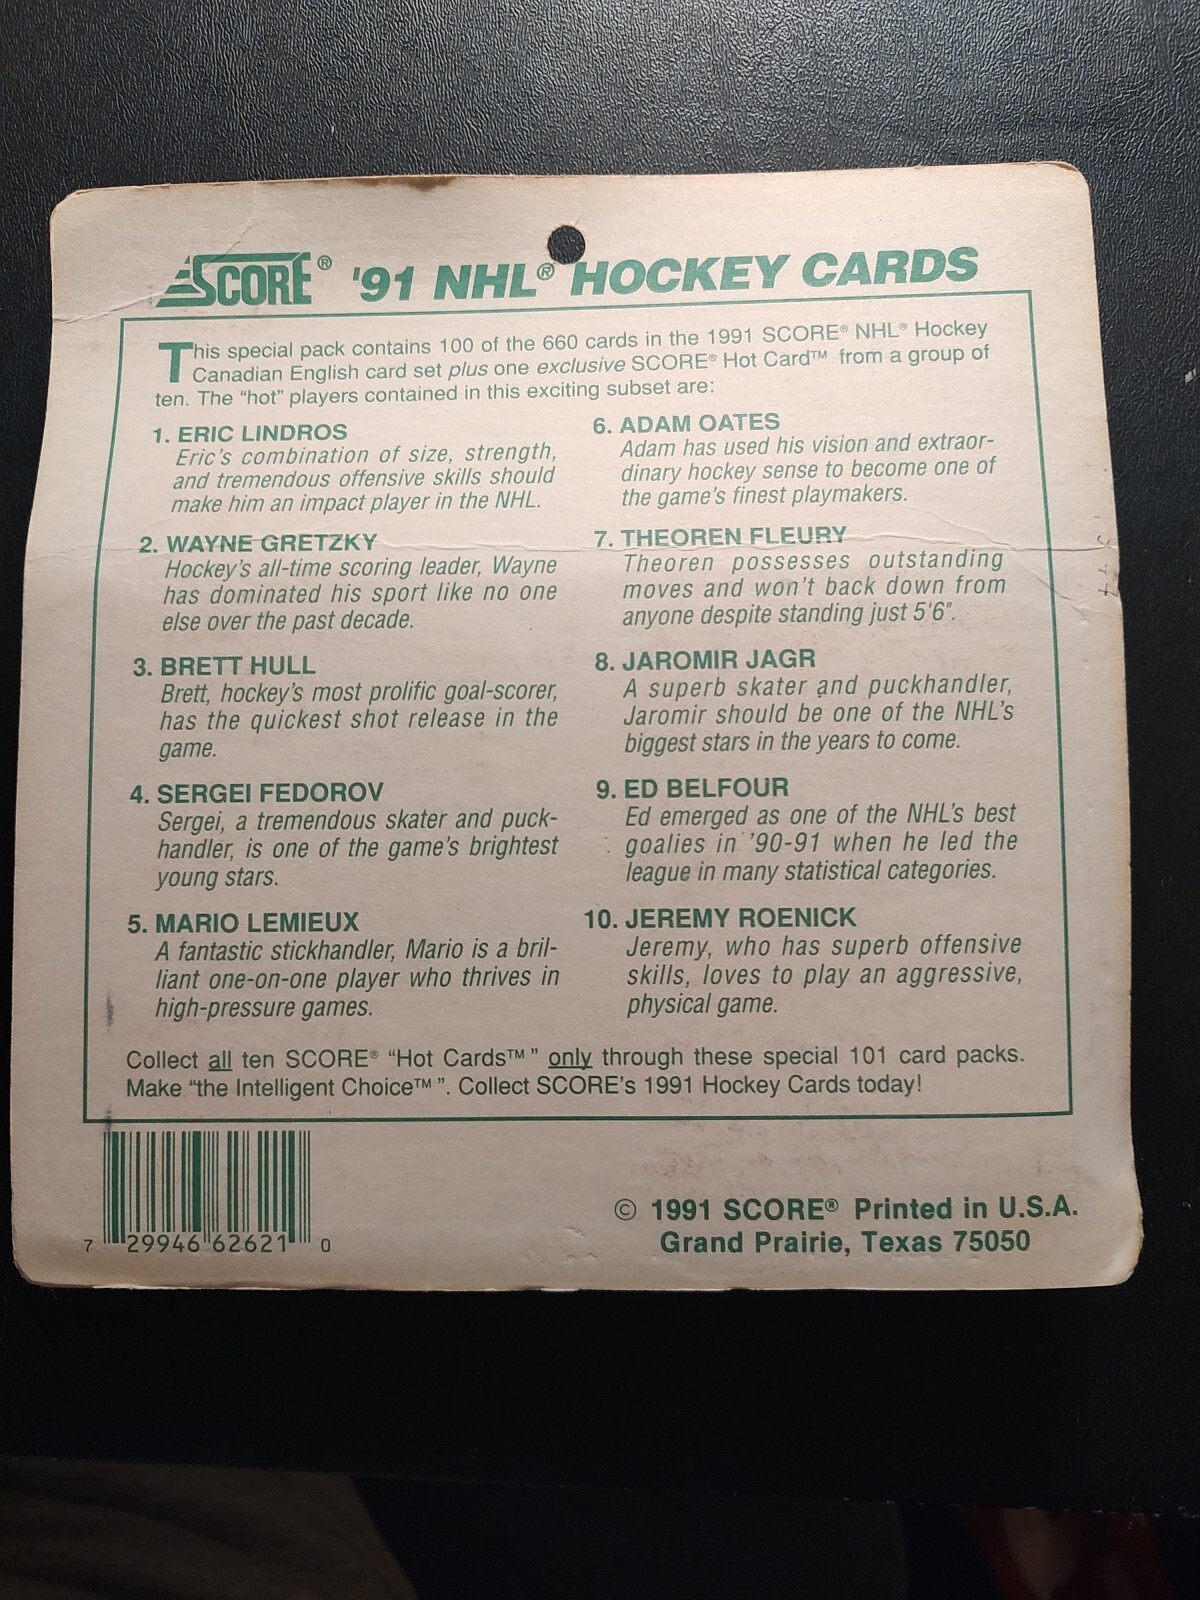 SCORE® '91 NHL® HOCKEY CARDS
This special pack contains 100 of the 660 cards in the 1991 SCORE® NHL® Hockey
Canadian English card set plus one exclusive SCORE® Hot Card™ from a group of
ten. The “hot” players contained in this exciting subset are:
1. ERIC LINDROS
Eric's combination of size, strength,
and tremendous offensive skills should
make him an impact player in the NHL.
2. WAYNE GRETZKY
Hockey's all-time scoring leader, Wayne
has dominated his sport like no one
else over the past decade.
3. BRETT HULL
Brett, hockey's most prolific goal-scorer,
has the quickest shot release in the
game.
4. SERGEI FEDOROV
Sergei, a tremendous skater and puck-
handler, is one of the game's brightest
young stars.
5. MARIO LEMIEUX
A fantastic stickhandler, Mario is a bril-
liant one-on-one player who thrives in
high-pressure games.
6. ADAM OATES
Adam has used his vision and extraor-
dinary hockey sense to become one of
the game's finest playmakers.
7. THEOREN FLEURY
Theoren possesses outstanding
moves and won't back down from
anyone despite standing just 5'6".
8. JAROMIR JAGR
A superb skater and puckhandler,
Jaromir should be one of the NHL's
biggest stars in the years to come.
9. ED BELFOUR
Ed emerged as one of the NHL's best
goalies in '90-91 when he led the
league in many statistical categories.
10. JEREMY ROENICK
Jeremy, who has superb offensive
skills, loves to play an aggressive,
physical game.
Collect all ten SCORE® “Hot Cards™” only through these special 101 card packs.
Make “the Intelligent Choice™”. Collect SCORE's 1991 Hockey Cards today!
7 29946 62621 0
© 1991 SCORE® Printed in U.S.A.
Grand Prairie, Texas 75050